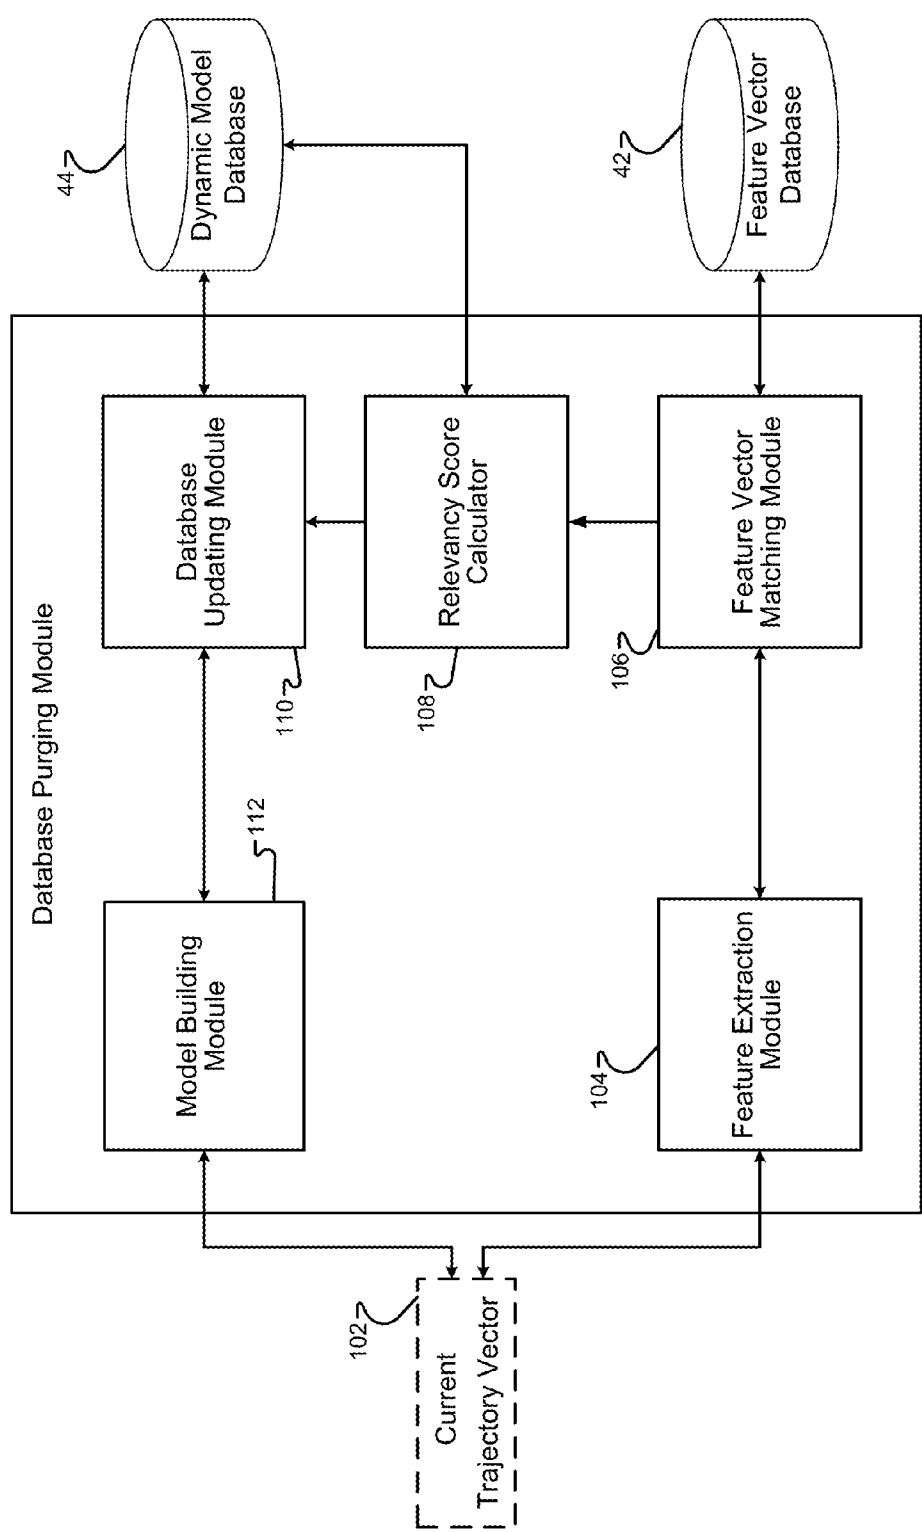 Database Purging Module
102
Current
Trajectory Vector
Model Building
Module
112
Database
Updating Module
110
44
Dynamic Model
Database
Relevancy Score
Calculator
108
104
Feature Extraction
Module
106
Feature Vector
Matching Module
42
Feature Vector
Database